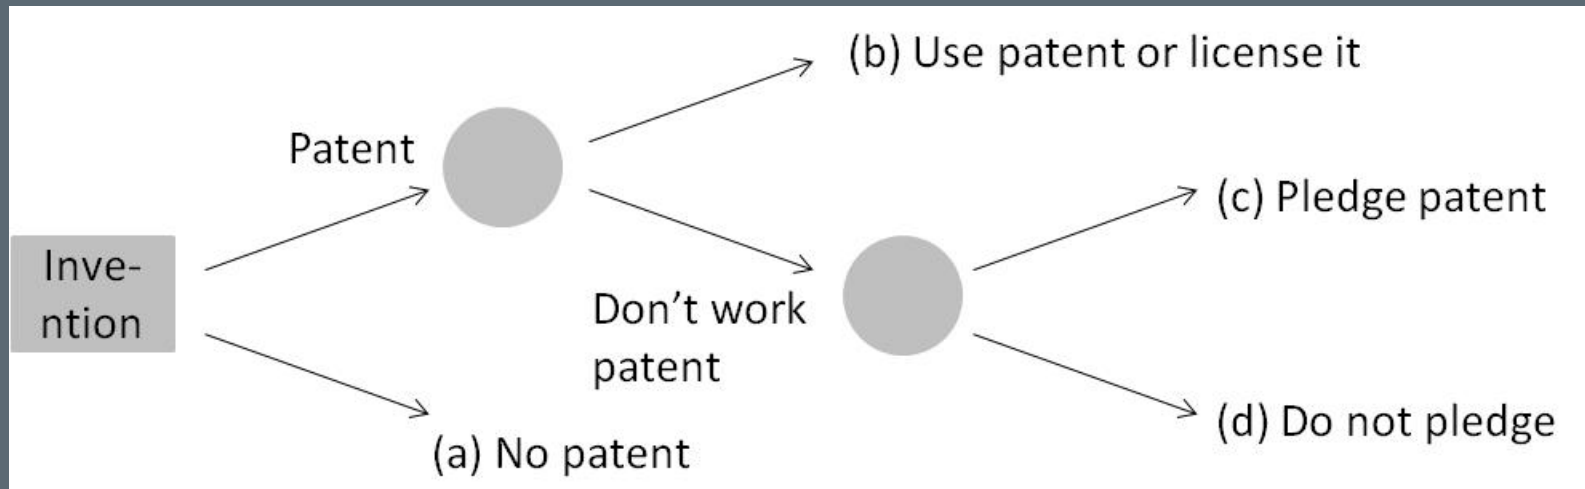 (b) Use patent or license it
Patent
(c) Pledge patent
Inve-
ntion
Don't work
patent
(d) Do not pledge
(a) No patent